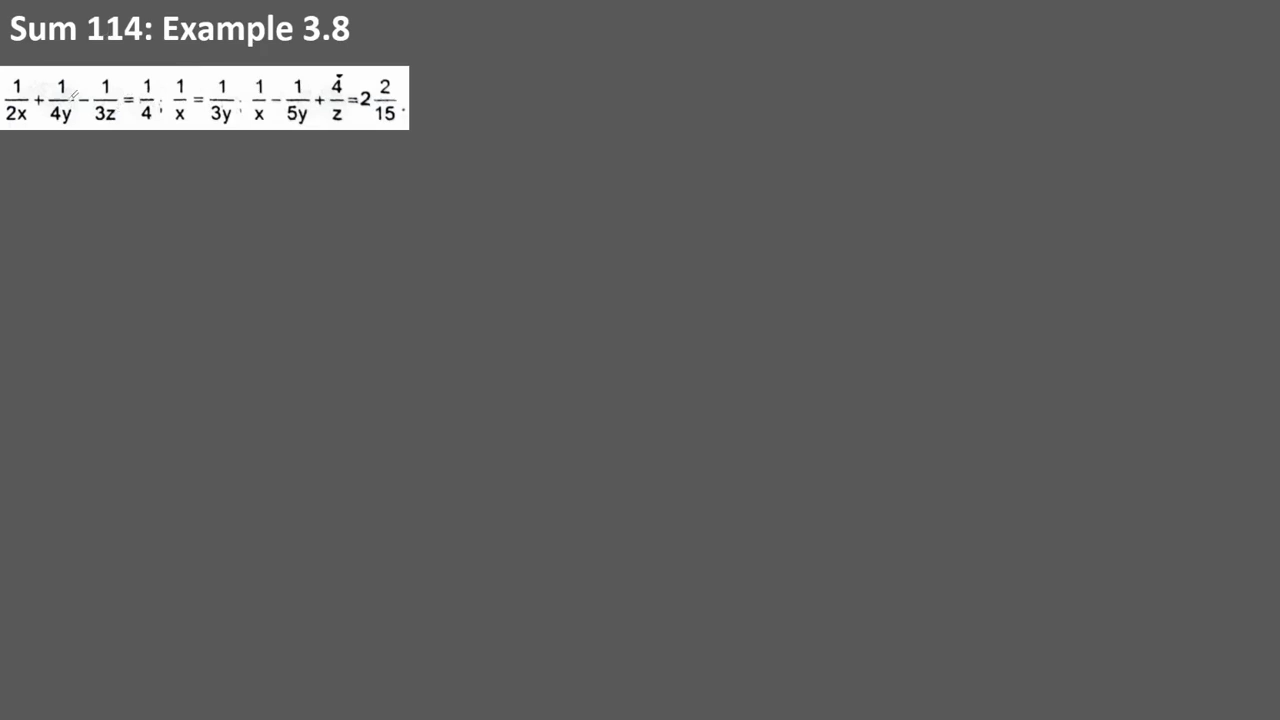 Sum 114: Example 3.8
1/2x + 1/4y - 1/3z = 1/4; 1/x = 1/3y; 1/x - 1/5y + 4/z = 2 2/15.